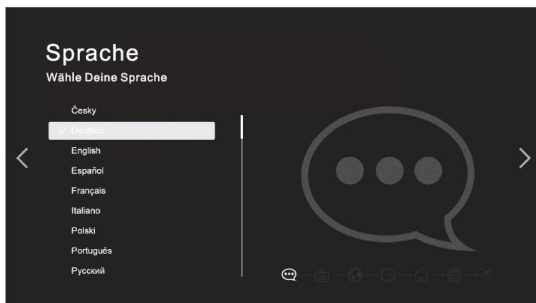 Sprache
Wähle Deine Sprache
Česky
Deutsch
English
Español
Français
Italiano
Polski
Português
Русский